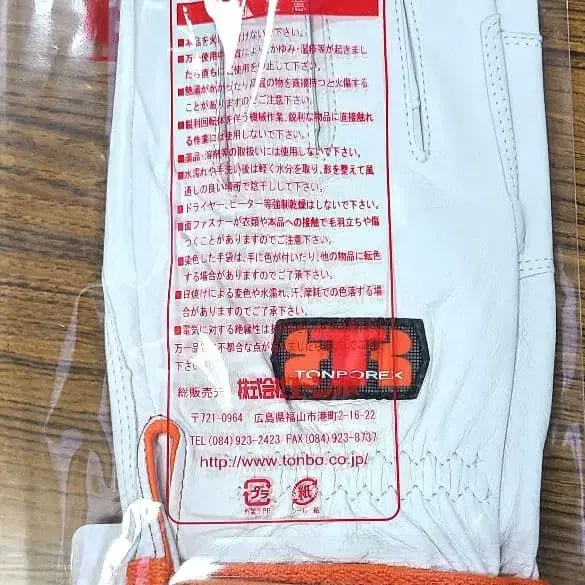 意
■本品を火に
けないで下さい。
■万一使用中
かゆみ・湿疹等が起きまし
たら直ちにご使用を
止して下さい。
■熱湯がかかったり高温の物を直接持つと火傷する
ことがありますのでご注意下さい。
■鋭利回転体を伴う機械作業、鋭利な物品に直接触れ
る作業には使用しないで下さい。
■薬品・溶剤等の取扱いには使用しないで下さい。
■水濡れや手洗い後は軽く水分を取り、形を整えて風
通しの良い場所で陰干しして下さい。
■ドライヤー、ヒーター等強制乾燥はしないで下さい。
■面ファスナーが衣類や本品への接触で毛羽立ちや傷
つくことがありますのでご注意下さい。
■染色した手袋は、手に色が付いたり、他の物品に転色
する場合がありますのでご了承下さい。
■日焼けによる変色や水濡れ、汗、摩耗での色落する場
合がありますのでご了承下さい。
■電気に対する絶縁性は
万一品
不都合な点が
下さい。
TONBOREX
総販売元 株式会社
〒721-0964 広島県福山市港町2-16-22
TEL (084) 923-2423 FAX (084) 923-8737
http://www.tonbo.co.jp/
プラ 紙
外装:PP シール:紙